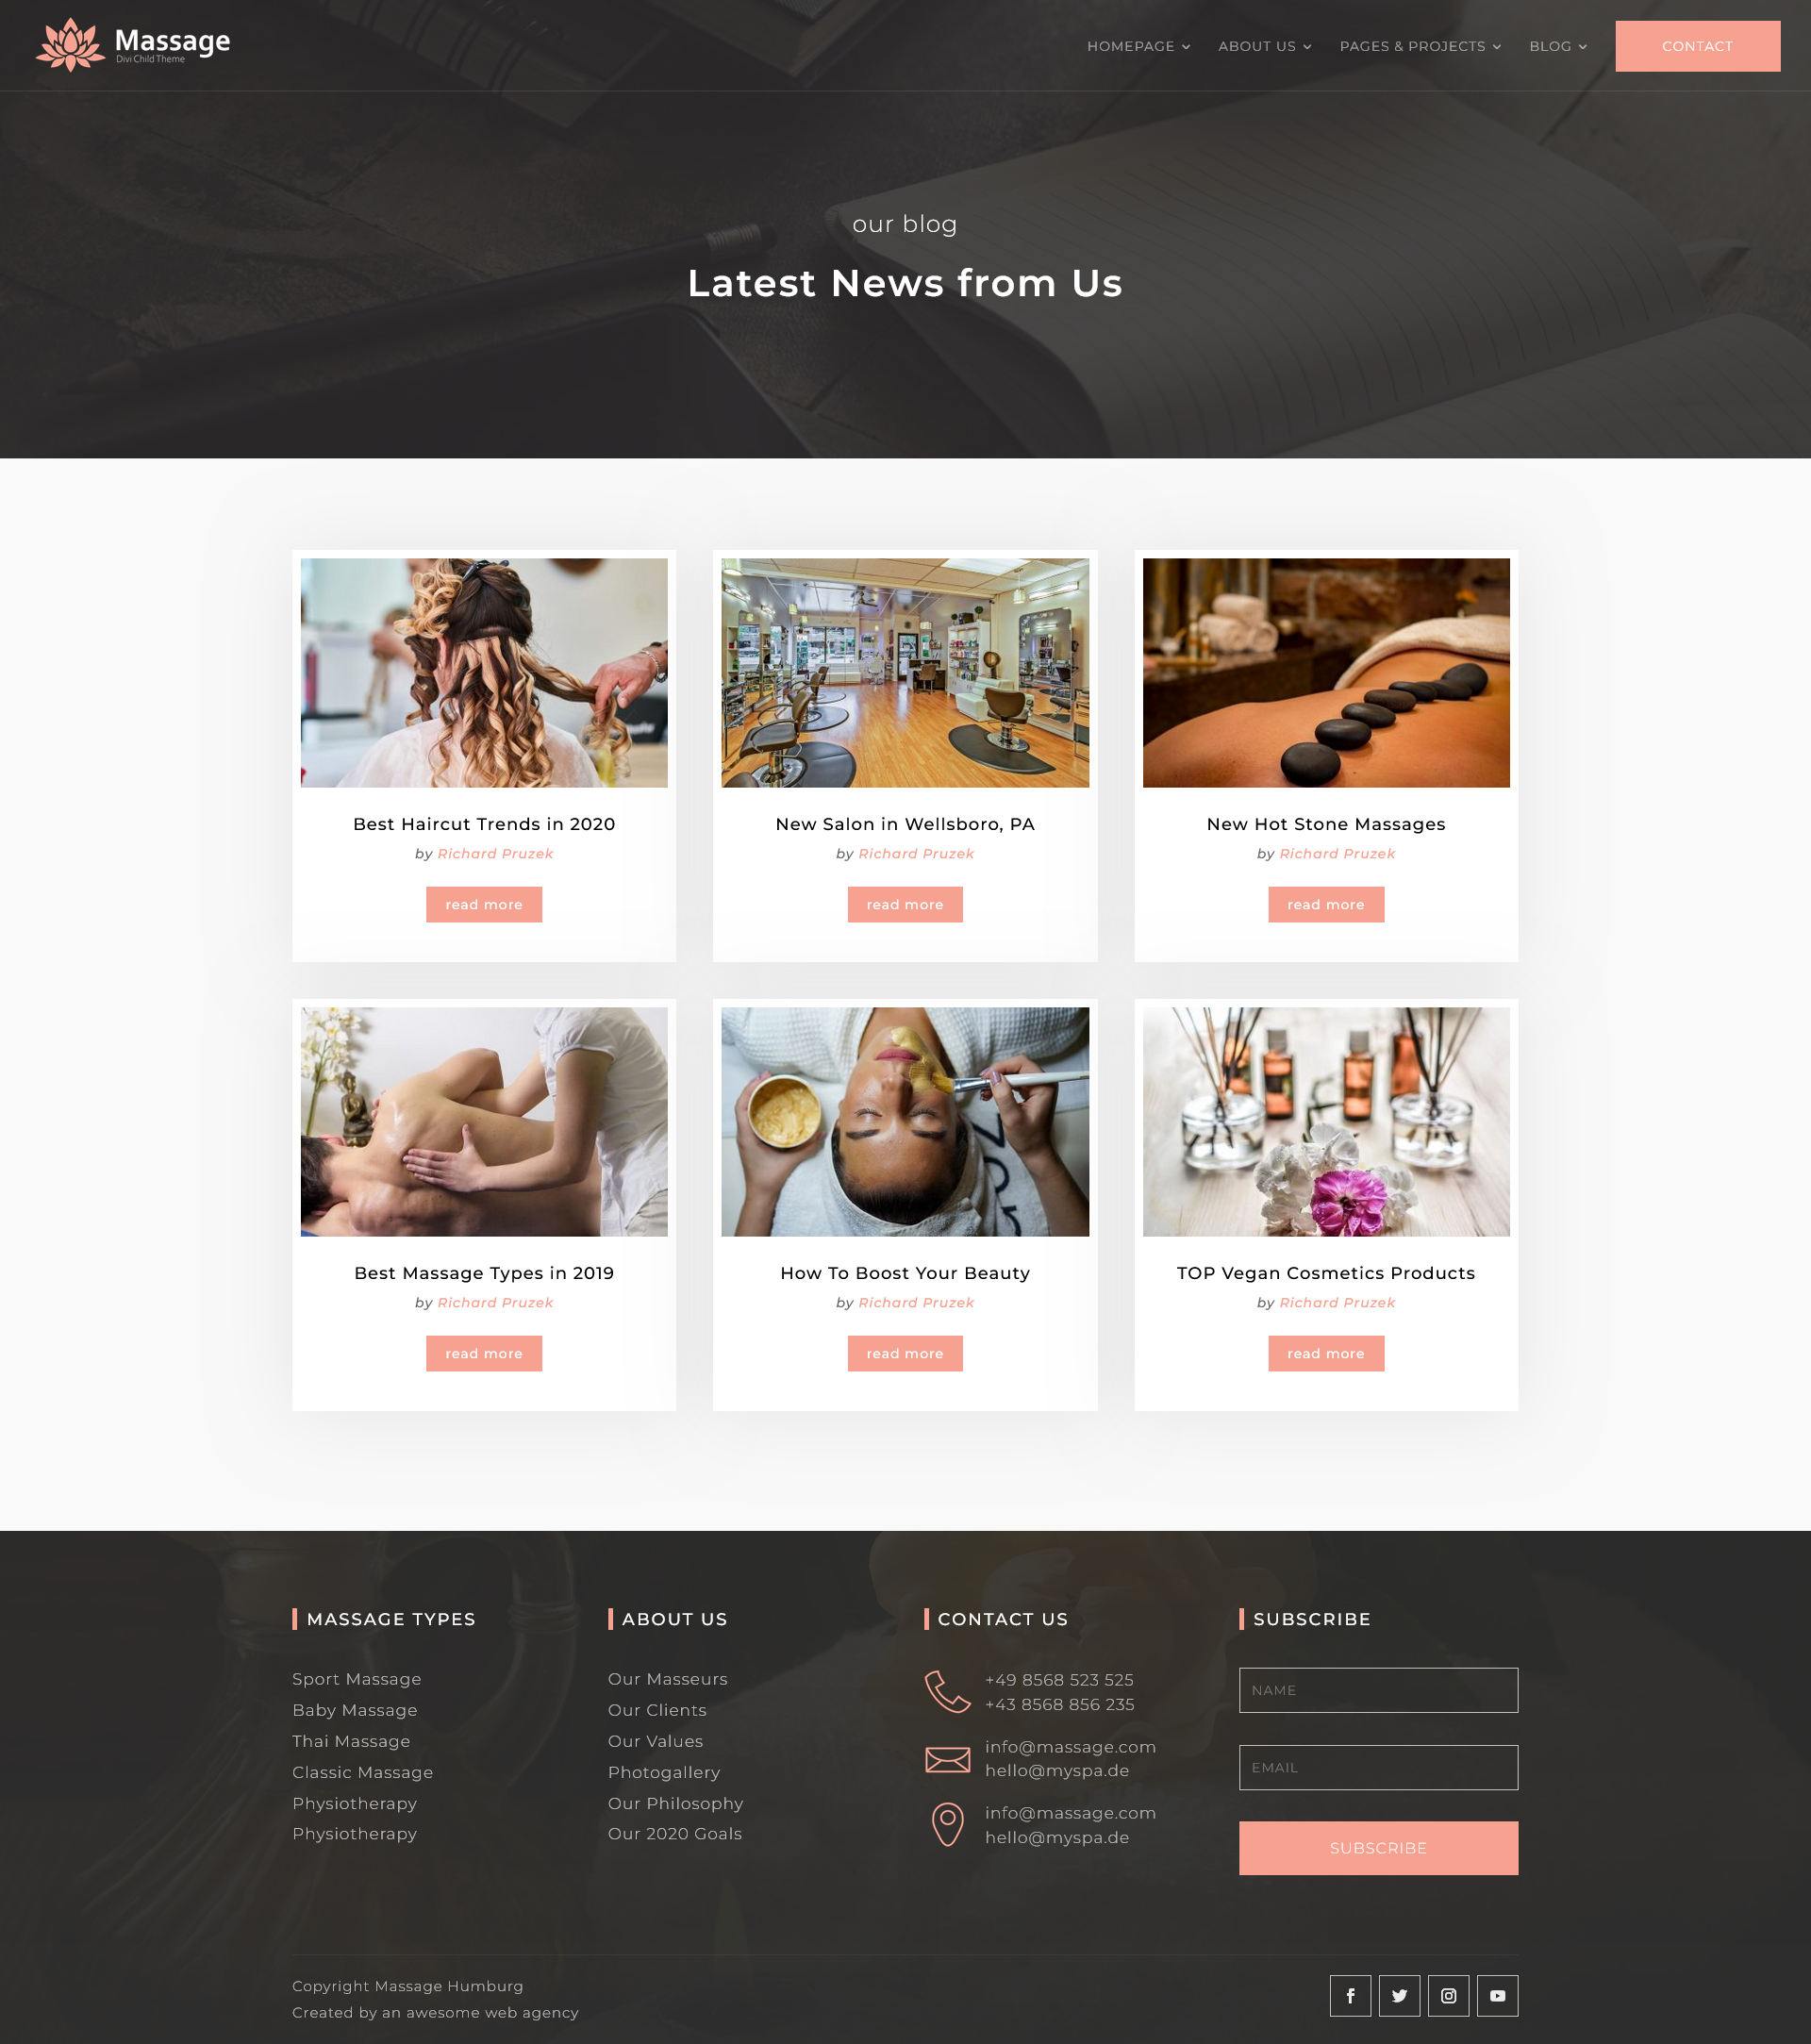 Massage
Divi Child Theme
HOMEPAGE
ABOUT US
PAGES & PROJECTS
BLOG
CONTACT
our blog
Latest News from Us
Best Haircut Trends in 2020
by Richard Pruzek
read more
New Salon in Wellsboro, PA
by Richard Pruzek
read more
New Hot Stone Massages
by Richard Pruzek
read more
Best Massage Types in 2019
by Richard Pruzek
read more
How To Boost Your Beauty
by Richard Pruzek
read more
TOP Vegan Cosmetics Products
by Richard Pruzek
read more
MASSAGE TYPES
Sport Massage
Baby Massage
Thai Massage
Classic Massage
Physiotherapy
Physiotherapy
ABOUT US
Our Masseurs
Our Clients
Our Values
Photogallery
Our Philosophy
Our 2020 Goals
CONTACT US
+49 8568 523 525
+43 8568 856 235
info@massage.com
hello@myspa.de
info@massage.com
hello@myspa.de
SUBSCRIBE
NAME
EMAIL
SUBSCRIBE
Copyright Massage Humburg
Created by an awesome web agency